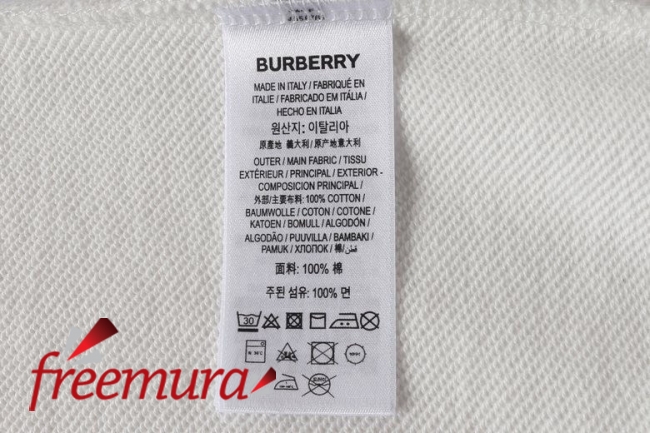 BURBERRY
MADE IN ITALY / FABRIQUÉ EN
ITALIE / FABRICADO EM ITÁLIA /
HECHO EN ITALIA
원산지: 이탈리아
原產地 義大利 / 原产地意大利
OUTER / MAIN FABRIC / TISSU
EXTÉRIEUR / PRINCIPAL / EXTERIOR -
COMPOSICION PRINCIPAL /
外部/主要布料: 100% COTTON /
BAUMWOLLE / COTON / COTONE /
KATOEN / BOMULL / ALGODÓN /
ALGODÃO / PUUVILLA / BAMBAKI /
PAMUK / ХЛОПОК / 棉/ قطن
面料: 100% 棉
주된 섬유: 100% 면
30
freemura